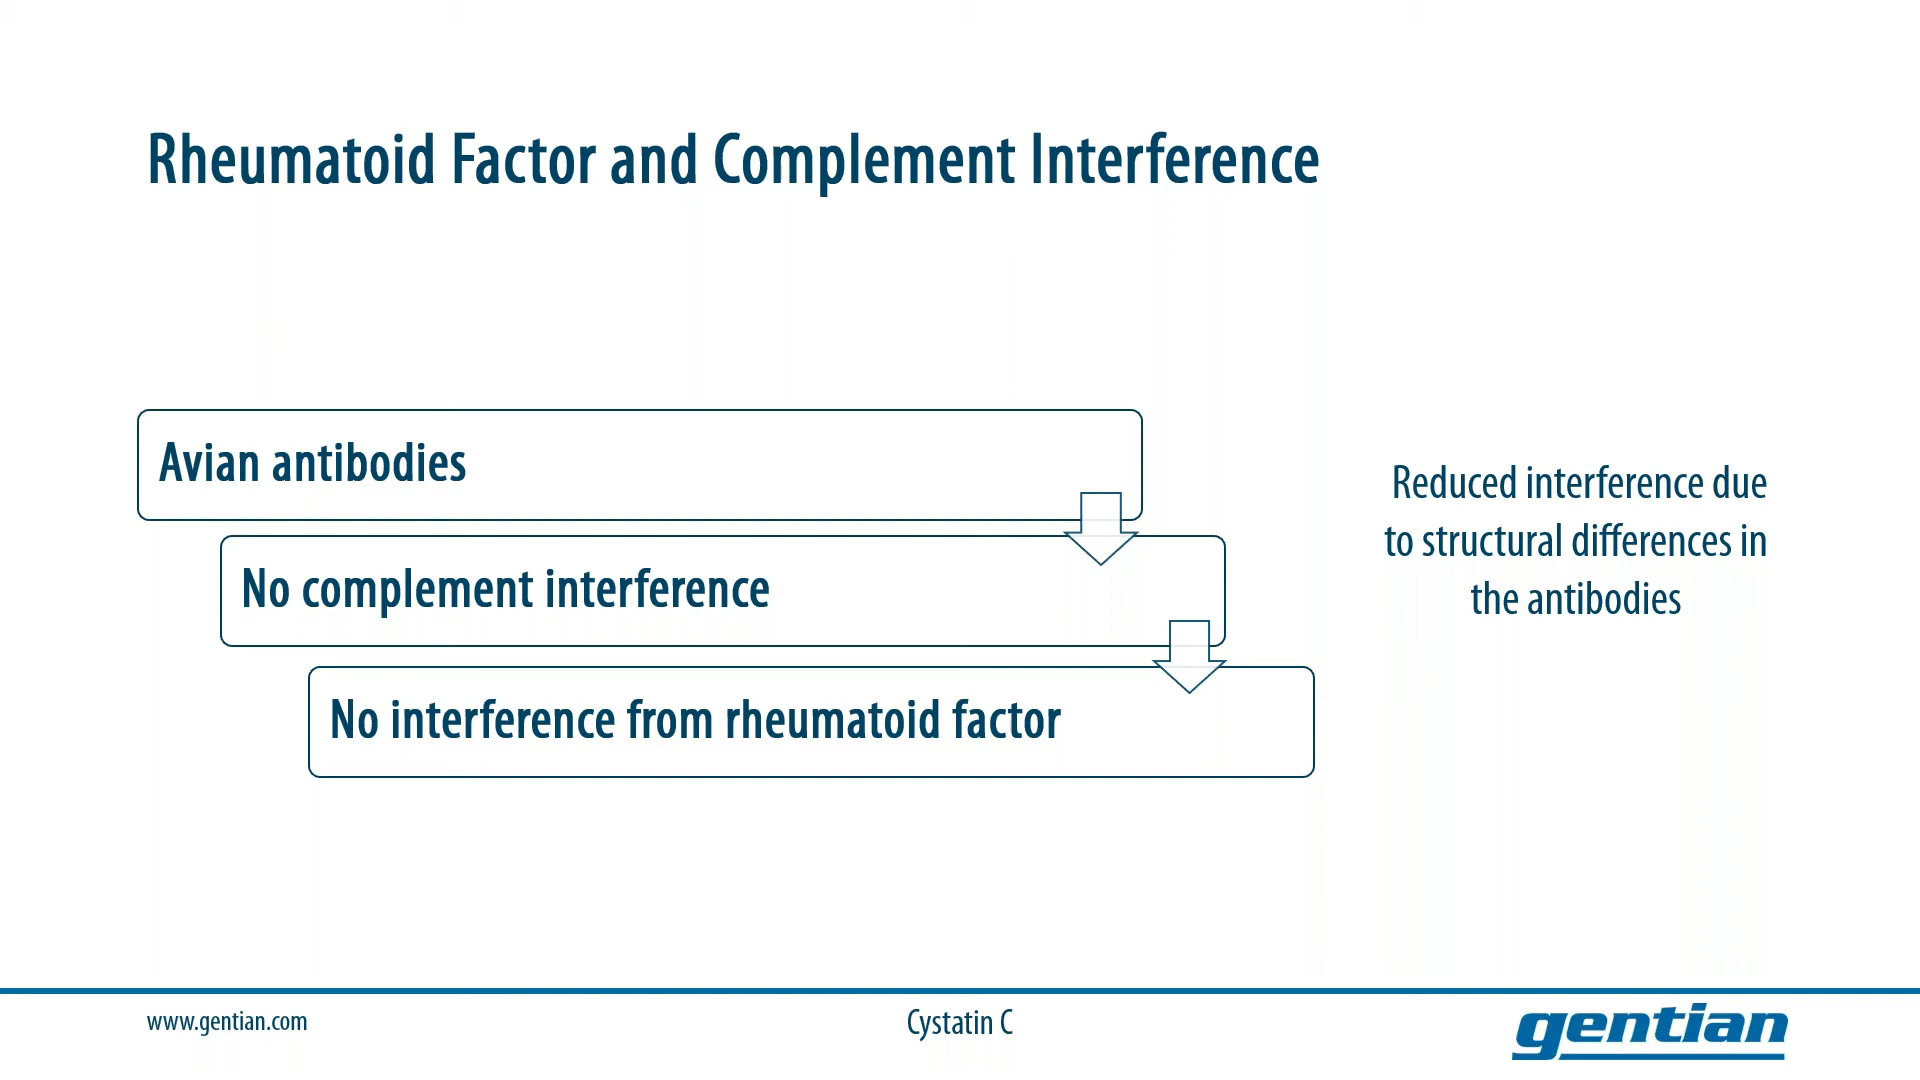 Rheumatoid Factor and Complement Interference
Avian antibodies
No complement interference
No interference from rheumatoid factor
Reduced interference due
to structural differences in
the antibodies
www.gentian.com
Cystatin C
gentian